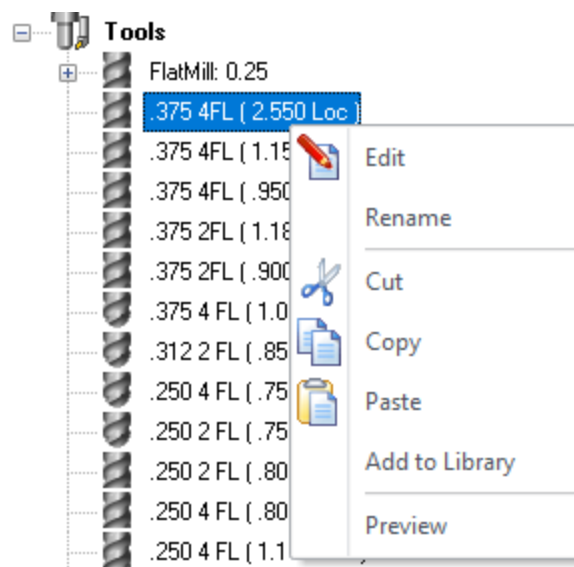 Tools
FlatMill: 0.25
.375 4FL ( 2.550 Loc )
.375 4FL ( 1.15
.375 4FL ( .950
.375 2FL ( 1.18
.375 2FL ( .900
.375 4 FL ( 1.0
.312 2 FL ( .85
.250 4 FL ( .75
.250 2 FL ( .75
.250 2 FL ( .80
.250 4 FL ( .80
.250 4 FL ( 1.1
Edit
Rename
Cut
Copy
Paste
Add to Library
Preview